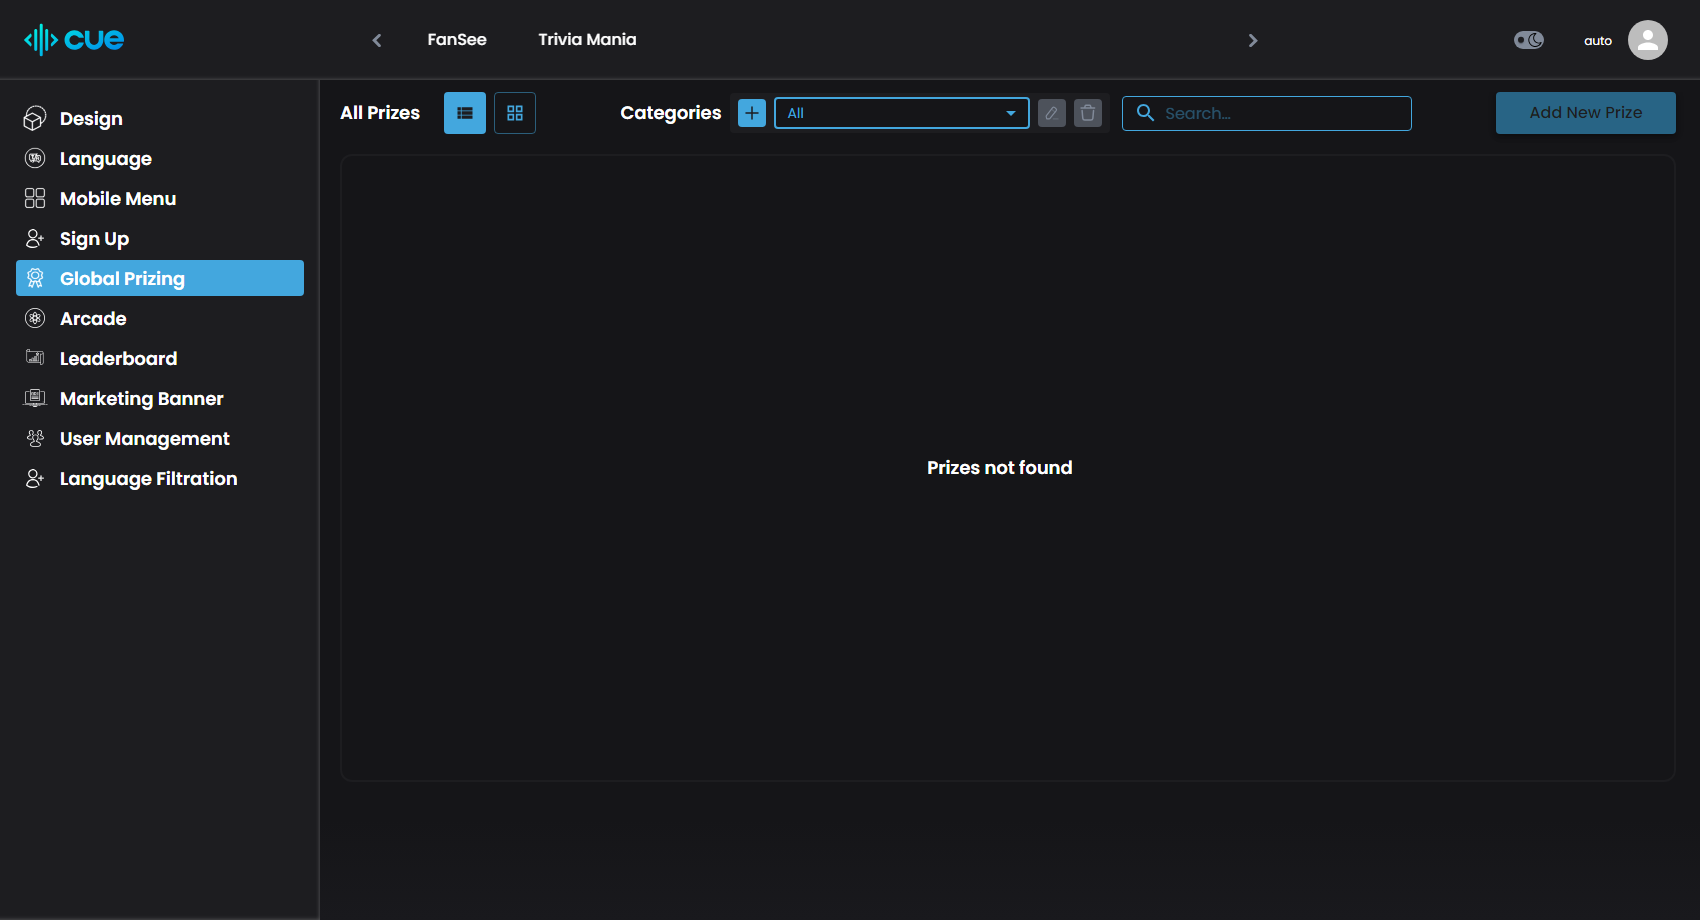 cue
FanSee
Trivia Mania
auto
Design
Language
Mobile Menu
Sign Up
Global Prizing
Arcade
Leaderboard
Marketing Banner
User Management
Language Filtration
All Prizes
Categories
All
Search...
Add New Prize
Prizes not found